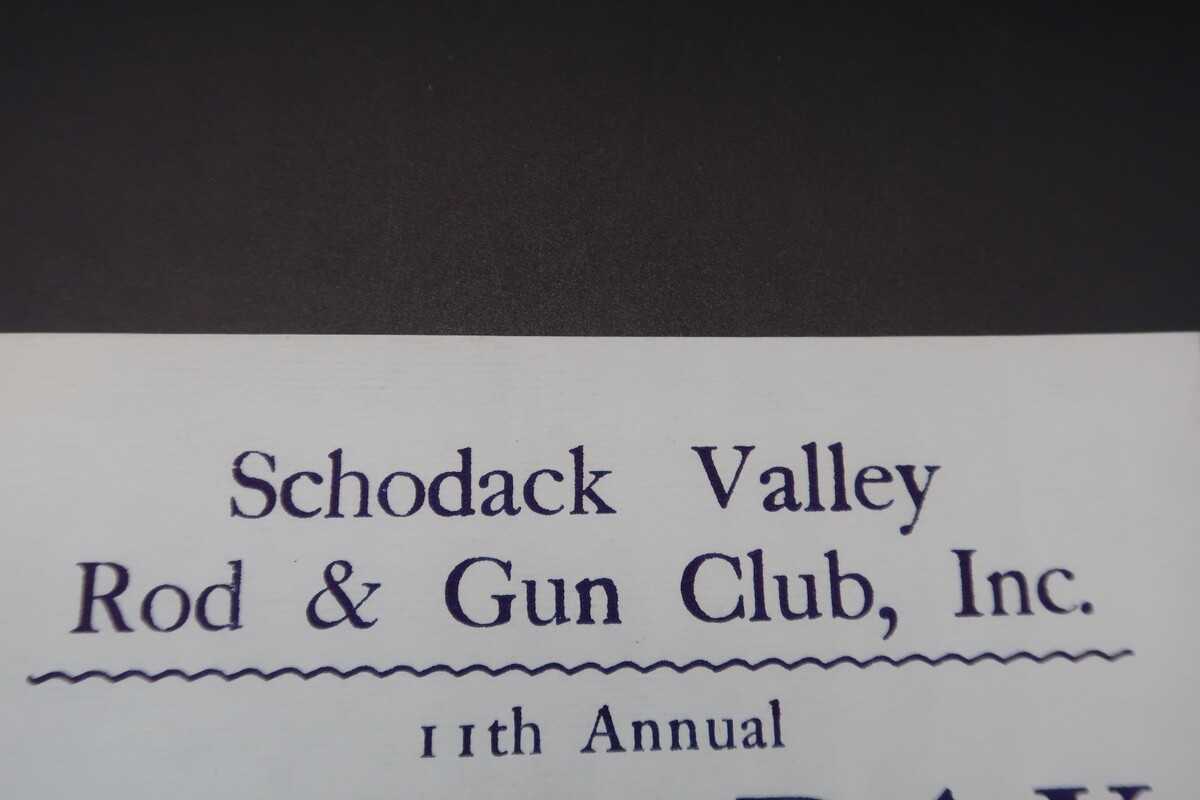 Schodack Valley
Rod & Gun Club, Inc.
11th Annual